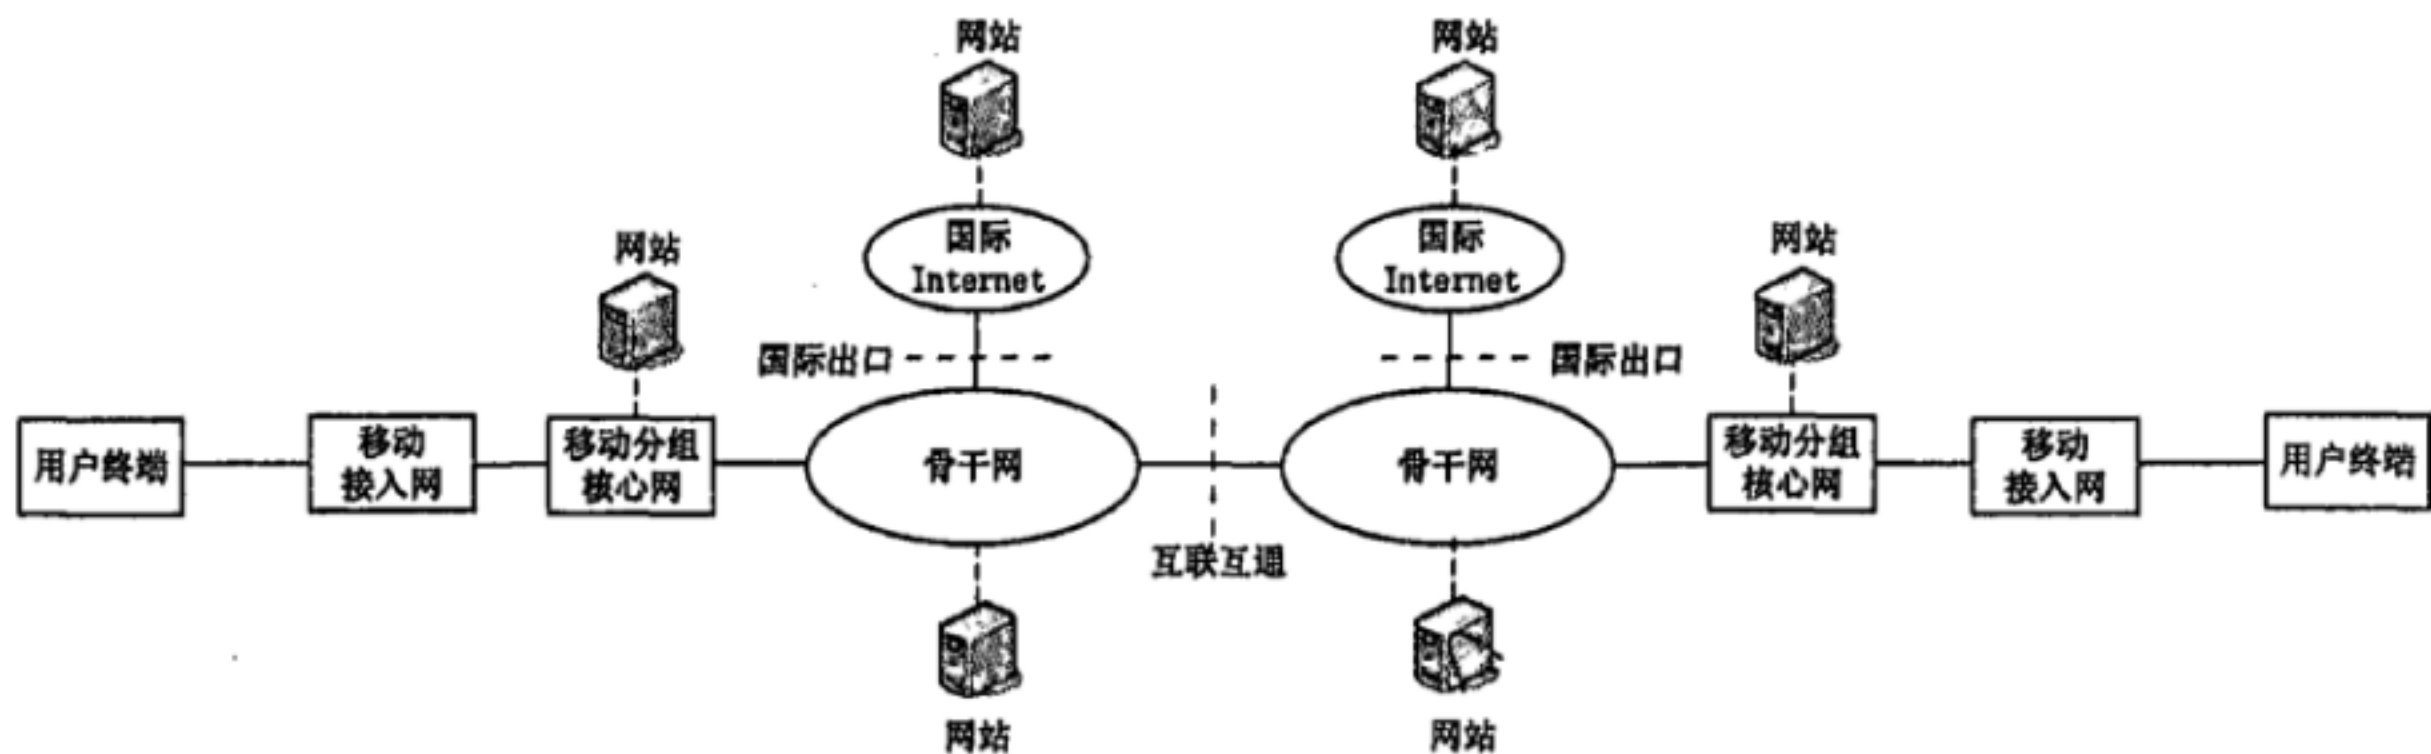 网站
网站
国际
Internet
国际
Internet
网站
网站
国际出口
国际出口
用户终端
移动
接入网
移动分组
核心网
骨干网
骨干网
移动分组
核心网
移动
接入网
用户终端
互联互通
网站
网站